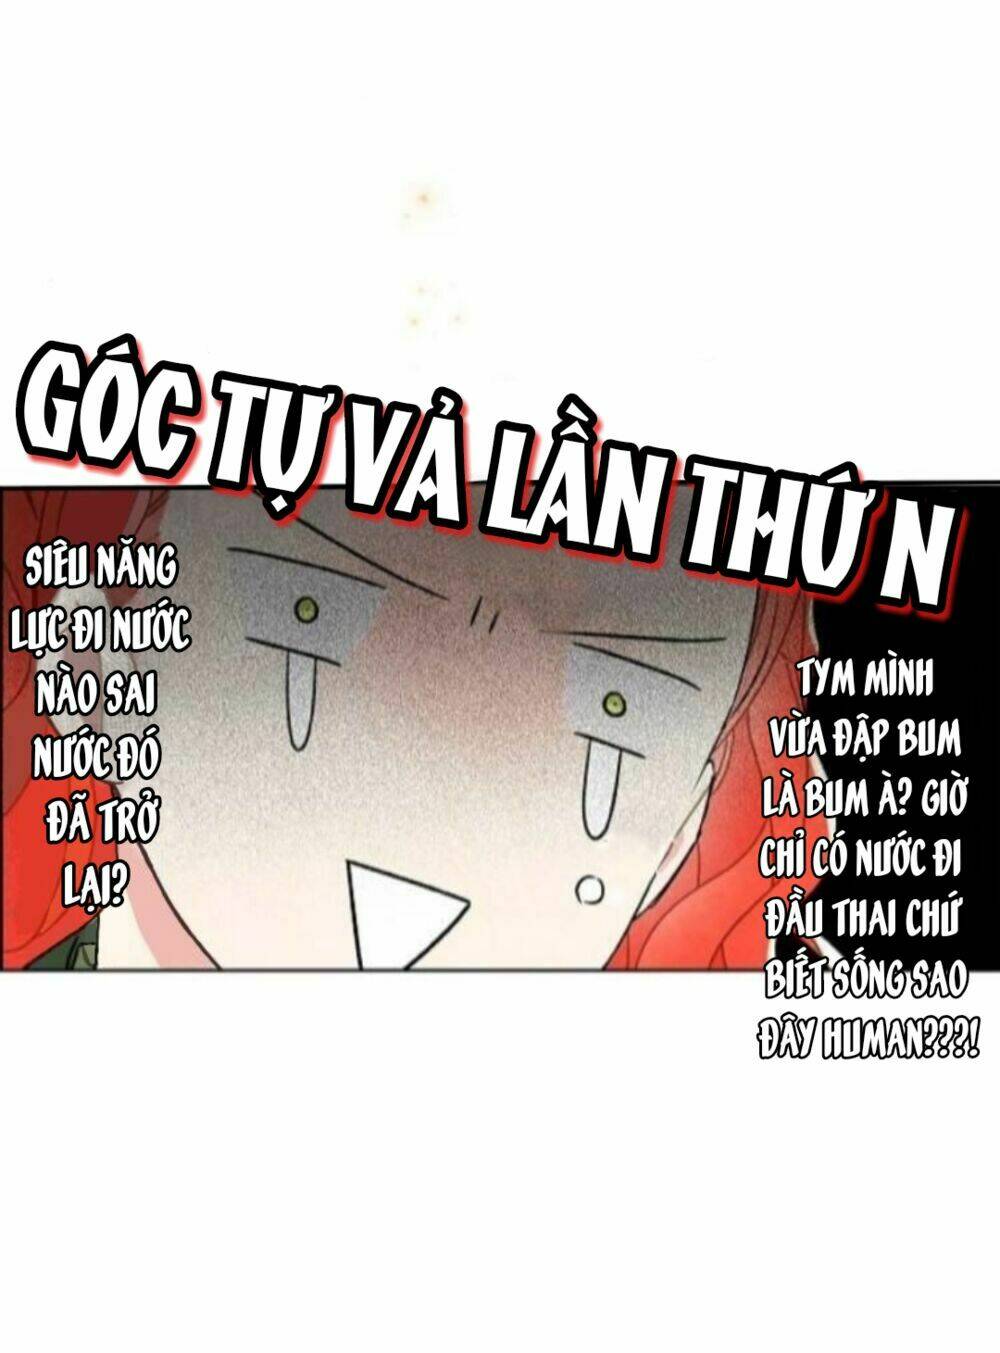 GÓC TỰ VẢ LẦN THỨ N
SIÊU NĂNG
LỰC ĐI NƯỚC
NÀO SAI
NƯỚC ĐÓ
ĐÃ TRỞ
LẠI?
TYM MÌNH
VỪA ĐẬP BUM
LÀ BUM À? GIỜ
CHỈ CÓ NƯỚC ĐI
ĐẦU THAI CHỨ
BIẾT SỐNG SAO
ĐÂY HUMAN???!